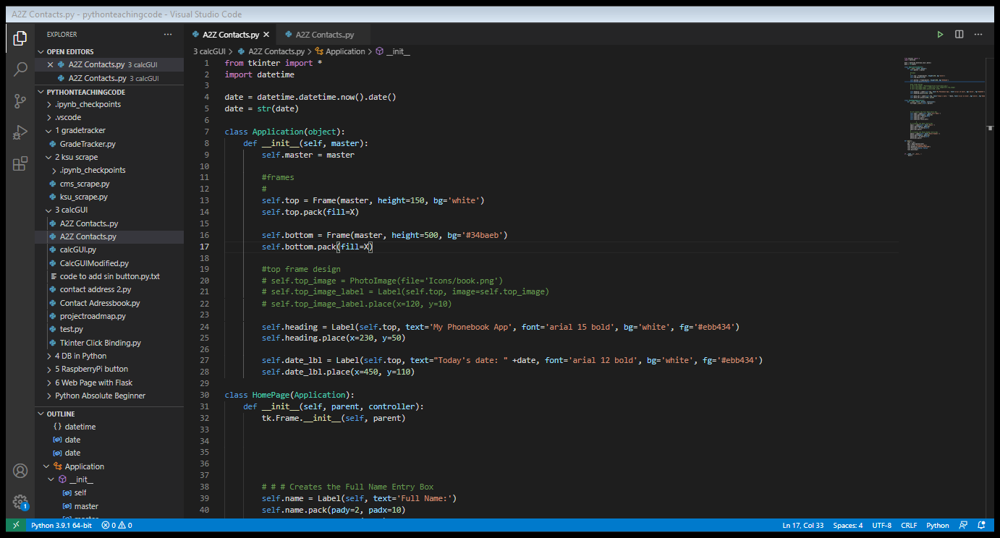 A2Z Contacts.py - pythonteachingcode - Visual Studio Code
EXPLORER
OPEN EDITORS
A2Z Contacts.py 3 calcGUI
A2Z Contacts..py 3 calcGUI
PYTHONTEACHINGCODE
.ipynb_checkpoints
.vscode
1 gradetracker
GradeTracker.py
2 ksu scrape
.ipynb_checkpoints
cms_scrape.py
ksu_scrape.py
3 calcGUI
A2Z Contacts..py
A2Z Contacts.py
calcGUI.py
CalcGUIModified.py
code to add sin button.py.txt
contact address 2.py
Contact Adressbook.py
projectroadmap.py
test.py
Tkinter Click Binding.py
4 DB in Python
5 RaspberryPi button
6 Web Page with Flask
Python Absolute Beginner
OUTLINE
datetime
date
date
Application
__init__
self
master
A2Z Contacts.py
A2Z Contacts..py
3 calcGUI > A2Z Contacts.py > Application > __init__
1 from tkinter import *
2 import datetime
3
4 date = datetime.datetime.now().date()
5 date = str(date)
6
7 class Application(object):
8 def __init__(self, master):
9 self.master = master
10
11 #frames
12 #
13 self.top = Frame(master, height=150, bg='white')
14 self.top.pack(fill=X)
15
16 self.bottom = Frame(master, height=500, bg='#34baeb')
17 self.bottom.pack(fill=X)
18
19 #top frame design
20 # self.top_image = PhotoImage(file='Icons/book.png')
21 # self.top_image_label = Label(self.top, image=self.top_image)
22 # self.top_image_label.place(x=120, y=10)
23
24 self.heading = Label(self.top, text='My Phonebook App', font='arial 15 bold', bg='white', fg='#ebb434')
25 self.heading.place(x=230, y=50)
26
27 self.date_lbl = Label(self.top, text="Today's date: " +date, font='arial 12 bold', bg='white', fg='#ebb434')
28 self.date_lbl.place(x=450, y=110)
29
30 class HomePage(Application):
31 def __init__(self, parent, controller):
32 tk.Frame.__init__(self, parent)
33
34
35
36
37
38 # # # Creates the Full Name Entry Box
39 self.name = Label(self, text='Full Name:')
40 self.name.pack(pady=2, padx=10)
1
Python 3.9.1 64-bit 0 0
Ln 17, Col 33 Spaces: 4 UTF-8 CRLF Python